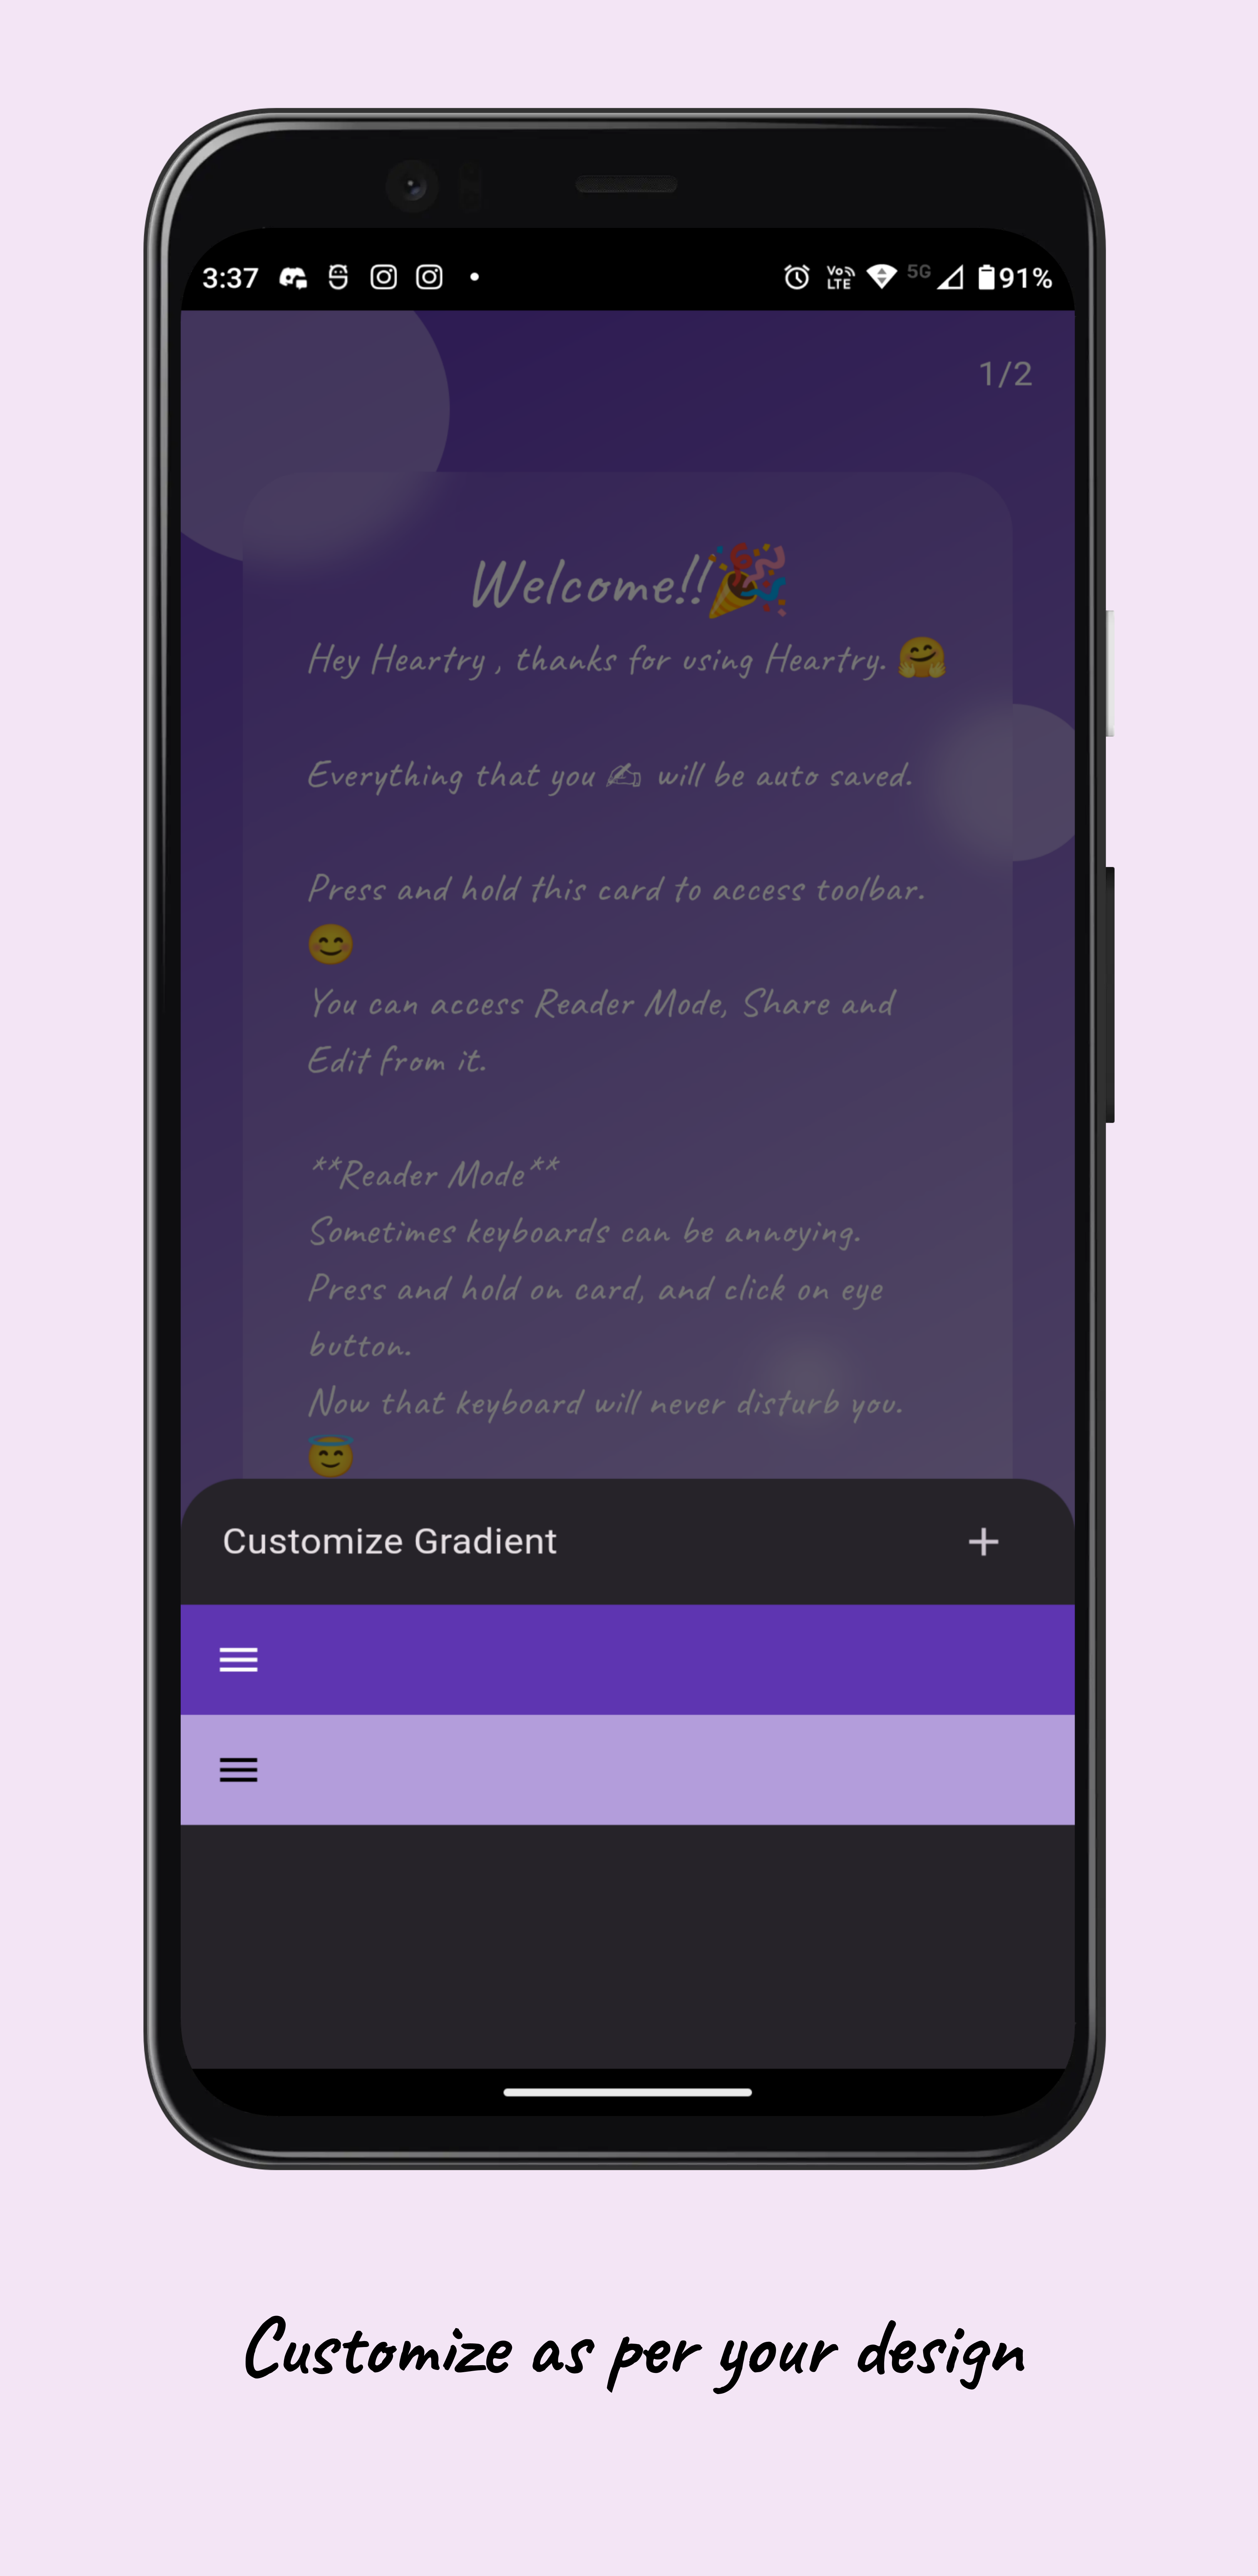 3:37 Vo LTE 5G 91%
1/2
Welcome!!🎉
Hey Heartry , thanks for using Heartry. 🤗
Everything that you ✍ will be auto saved.
Press and hold this card to access toolbar.
😊
You can access Reader Mode, Share and
Edit from it.
**Reader Mode**
Sometimes keyboards can be annoying.
Press and hold on card, and click on eye
button.
Now that keyboard will never disturb you.
😇
Customize Gradient +
Customize as per your design